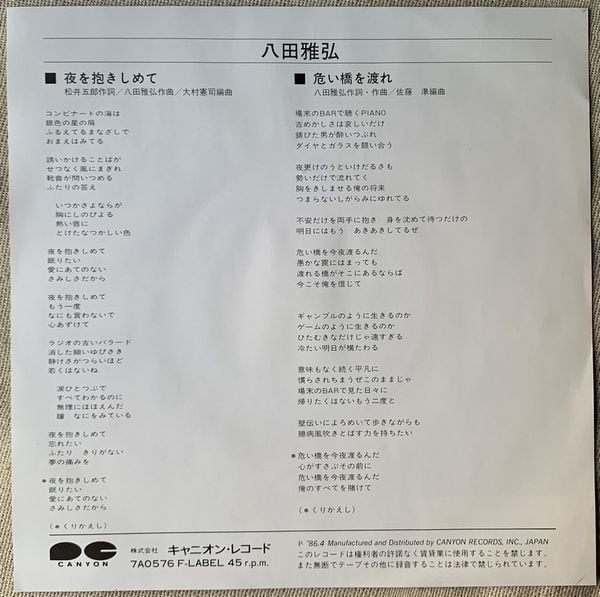 八田雅弘
■ 夜を抱きしめて
松井五郎作詞／八田雅弘作曲／大村憲司編曲
コンビナートの海は
銀色の星の屑
ふるえてるまなざしで
おまえはみてる
誘いかけることばが
せつなく風にまぎれ
靴音が問いつめる
ふたりの答え
いつかさよならが
胸にしのびよる
熱い唇に
とけたなつかしい色
夜を抱きしめて
眠りたい
愛にあてのない
さみしさだから
夜を抱きしめて
もう一度
なにも言わないで
心あずけて
ラジオの古いバラード
消した細いゆびさき
静けさがつらいほど
若くはないね
涙ひとつぶで
すべてわかるのに
無理にほほえんだ
瞳　なにをみている
夜を抱きしめて
忘れたい
ふたり　きりがない
夢の痛みを
＊夜を抱きしめて
眠りたい
愛にあてのない
さみしさだから
（＊くりかえし）
■ 危い橋を渡れ
八田雅弘作詞・作曲／佐藤　準編曲
場末のBARで聴くPIANO
古めかしさは哀しいだけ
錆びた男が酔いつぶれ
ダイヤとガラスを競い合う
夜更けのうといけだるさも
勢いだけで流れてく
胸をきしませる俺の将来
つまらないしがらみにゆれてる
不安だけを両手に抱き　身を沈めて待つだけの
明日にはもう　あきあきしてるぜ
危い橋を今夜渡るんだ
愚かな罠にはまっても
渡れる橋がそこにあるならば
今こそ俺を信じて
ギャンブルのように生きるのか
ゲームのように生きるのか
ひたむきなだけじゃ遠すぎる
冷たい明日が横たわる
意味もなく続く平凡に
慣らされちまうぜこのままじゃ
場末のBARで見た日々に
帰りたくはないもう二度と
壁伝いによろめいて歩きながらも
臆病風吹きとばす力を持ちたい
＊危い橋を今夜渡るんだ
心がすさぶその前に
危い橋を今夜渡るんだ
俺のすべてを賭けて
（＊くりかえし）
CANYON
株式会社 キャニオン・レコード
7A0576 F-LABEL 45 r.p.m.
P '86.4 Manufactured and Distributed by CANYON RECORDS, INC., JAPAN
このレコードは権利者の許諾なく賃貸業に使用することを禁じます。
また無断でテープその他に録音することは法律で禁じられています。